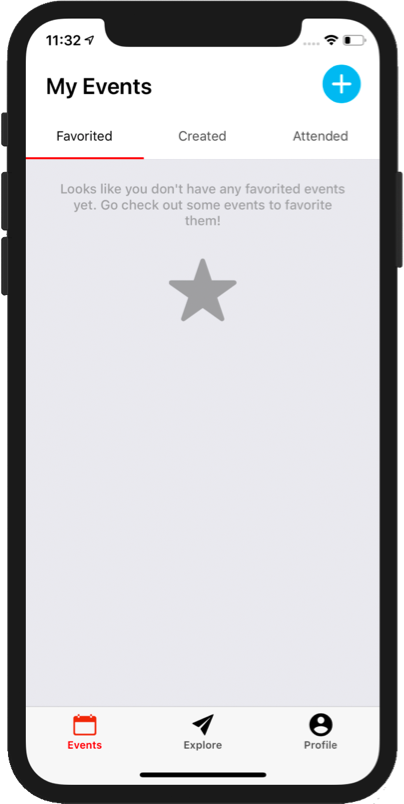 11:32
My Events
Favorited
Created
Attended
Looks like you don't have any favorited events
yet. Go check out some events to favorite
them!
Events
Explore
Profile